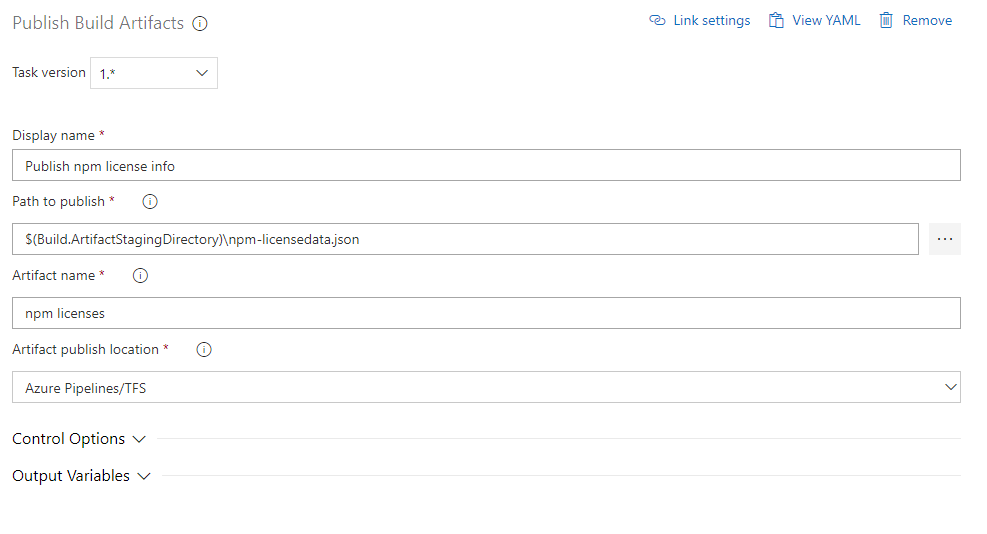 Publish Build Artifacts
Link settings View YAML Remove
Task version 1.*
Display name *
Publish npm license info
Path to publish *
$(Build.ArtifactStagingDirectory)\npm-licensedata.json
...
Artifact name *
npm licenses
Artifact publish location *
Azure Pipelines/TFS
Control Options
Output Variables